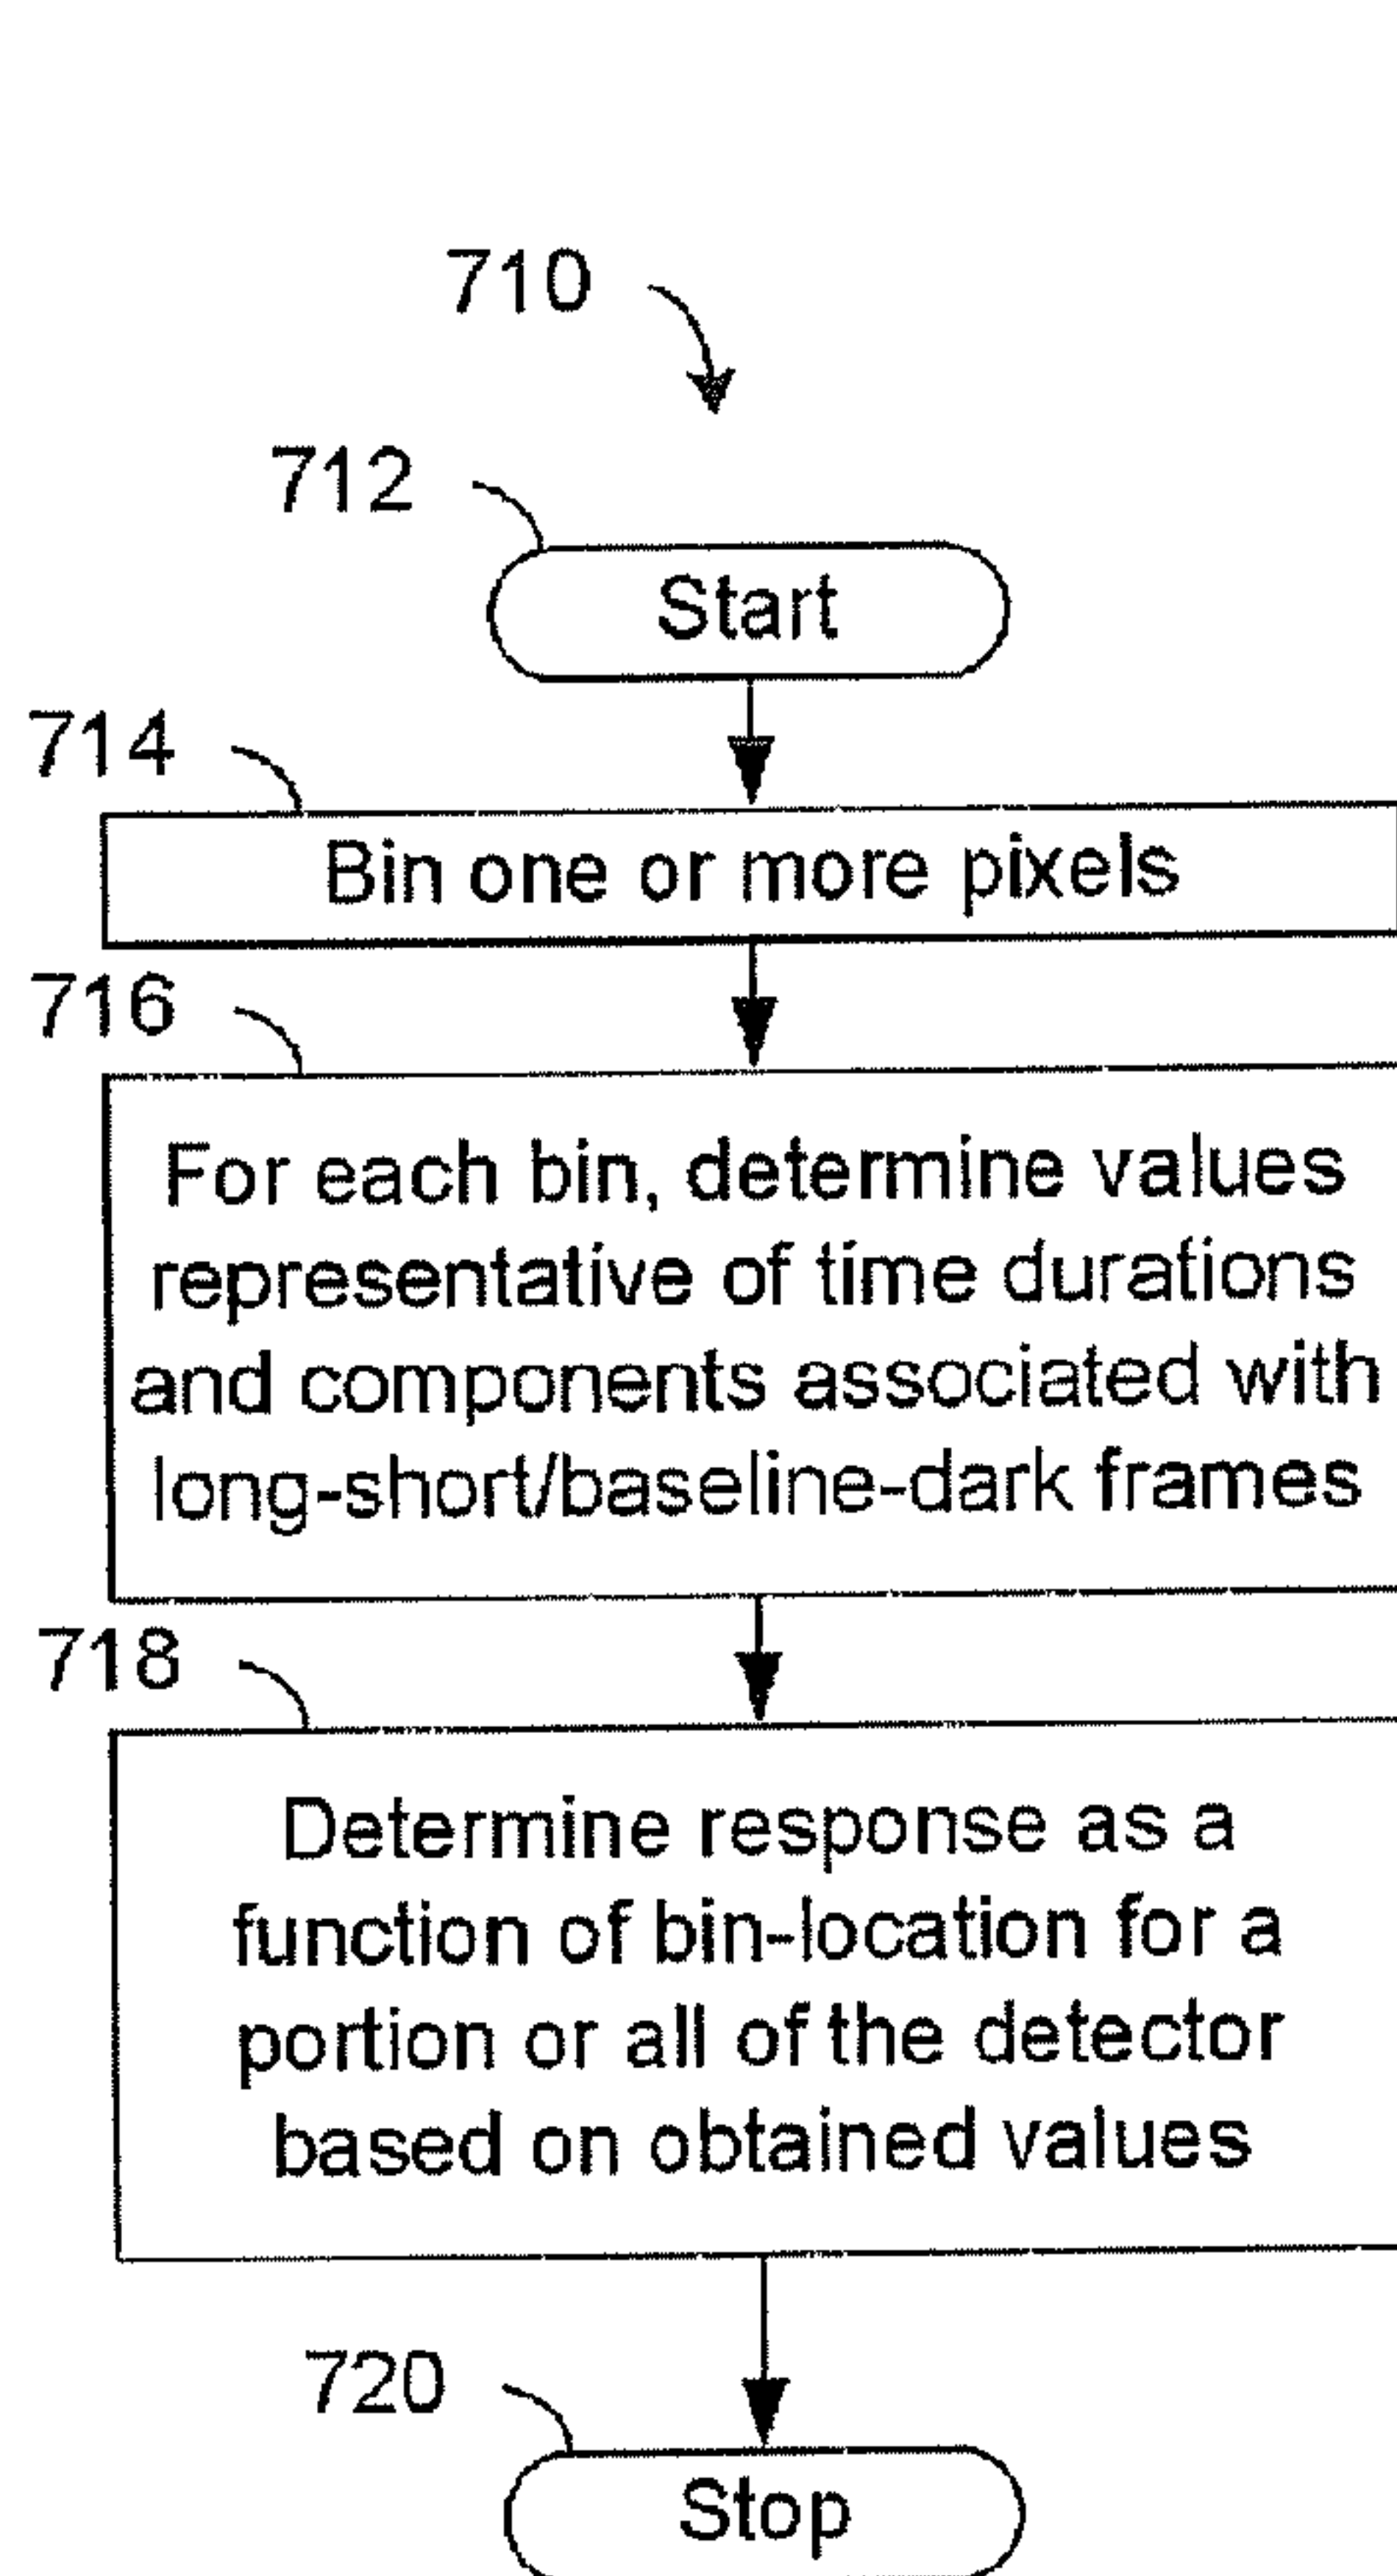 710
712
Start
714
Bin one or more pixels
716
For each bin, determine values
representative of time durations
and components associated with
long-short/baseline-dark frames
718
Determine response as a
function of bin-location for a
portion or all of the detector
based on obtained values
720
Stop